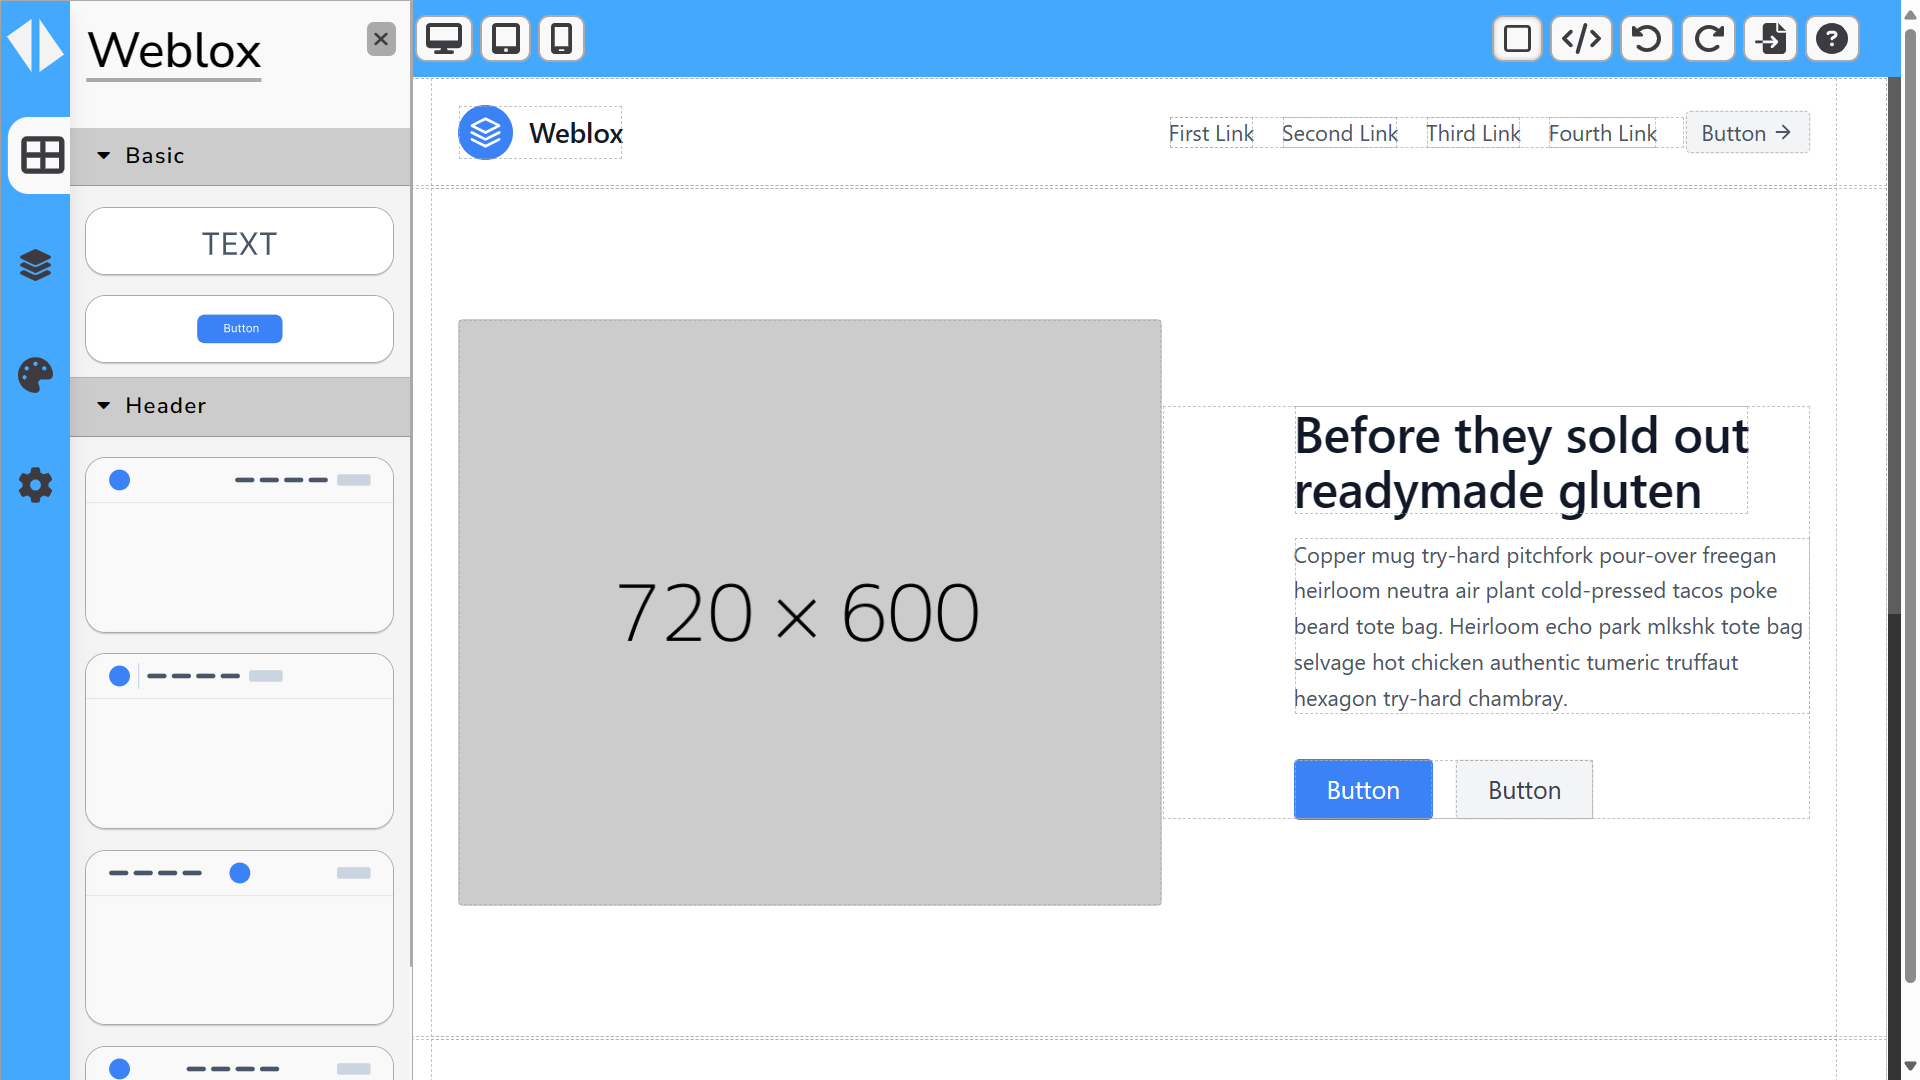 Weblox
Basic
TEXT
Button
Header
Weblox
First Link
Second Link
Third Link
Fourth Link
Button
720 × 600
Before they sold out
readymade gluten
Copper mug try-hard pitchfork pour-over freegan
heirloom neutra air plant cold-pressed tacos poke
beard tote bag. Heirloom echo park mlkshk tote bag
selvage hot chicken authentic tumeric truffaut
hexagon try-hard chambray.
Button
Button